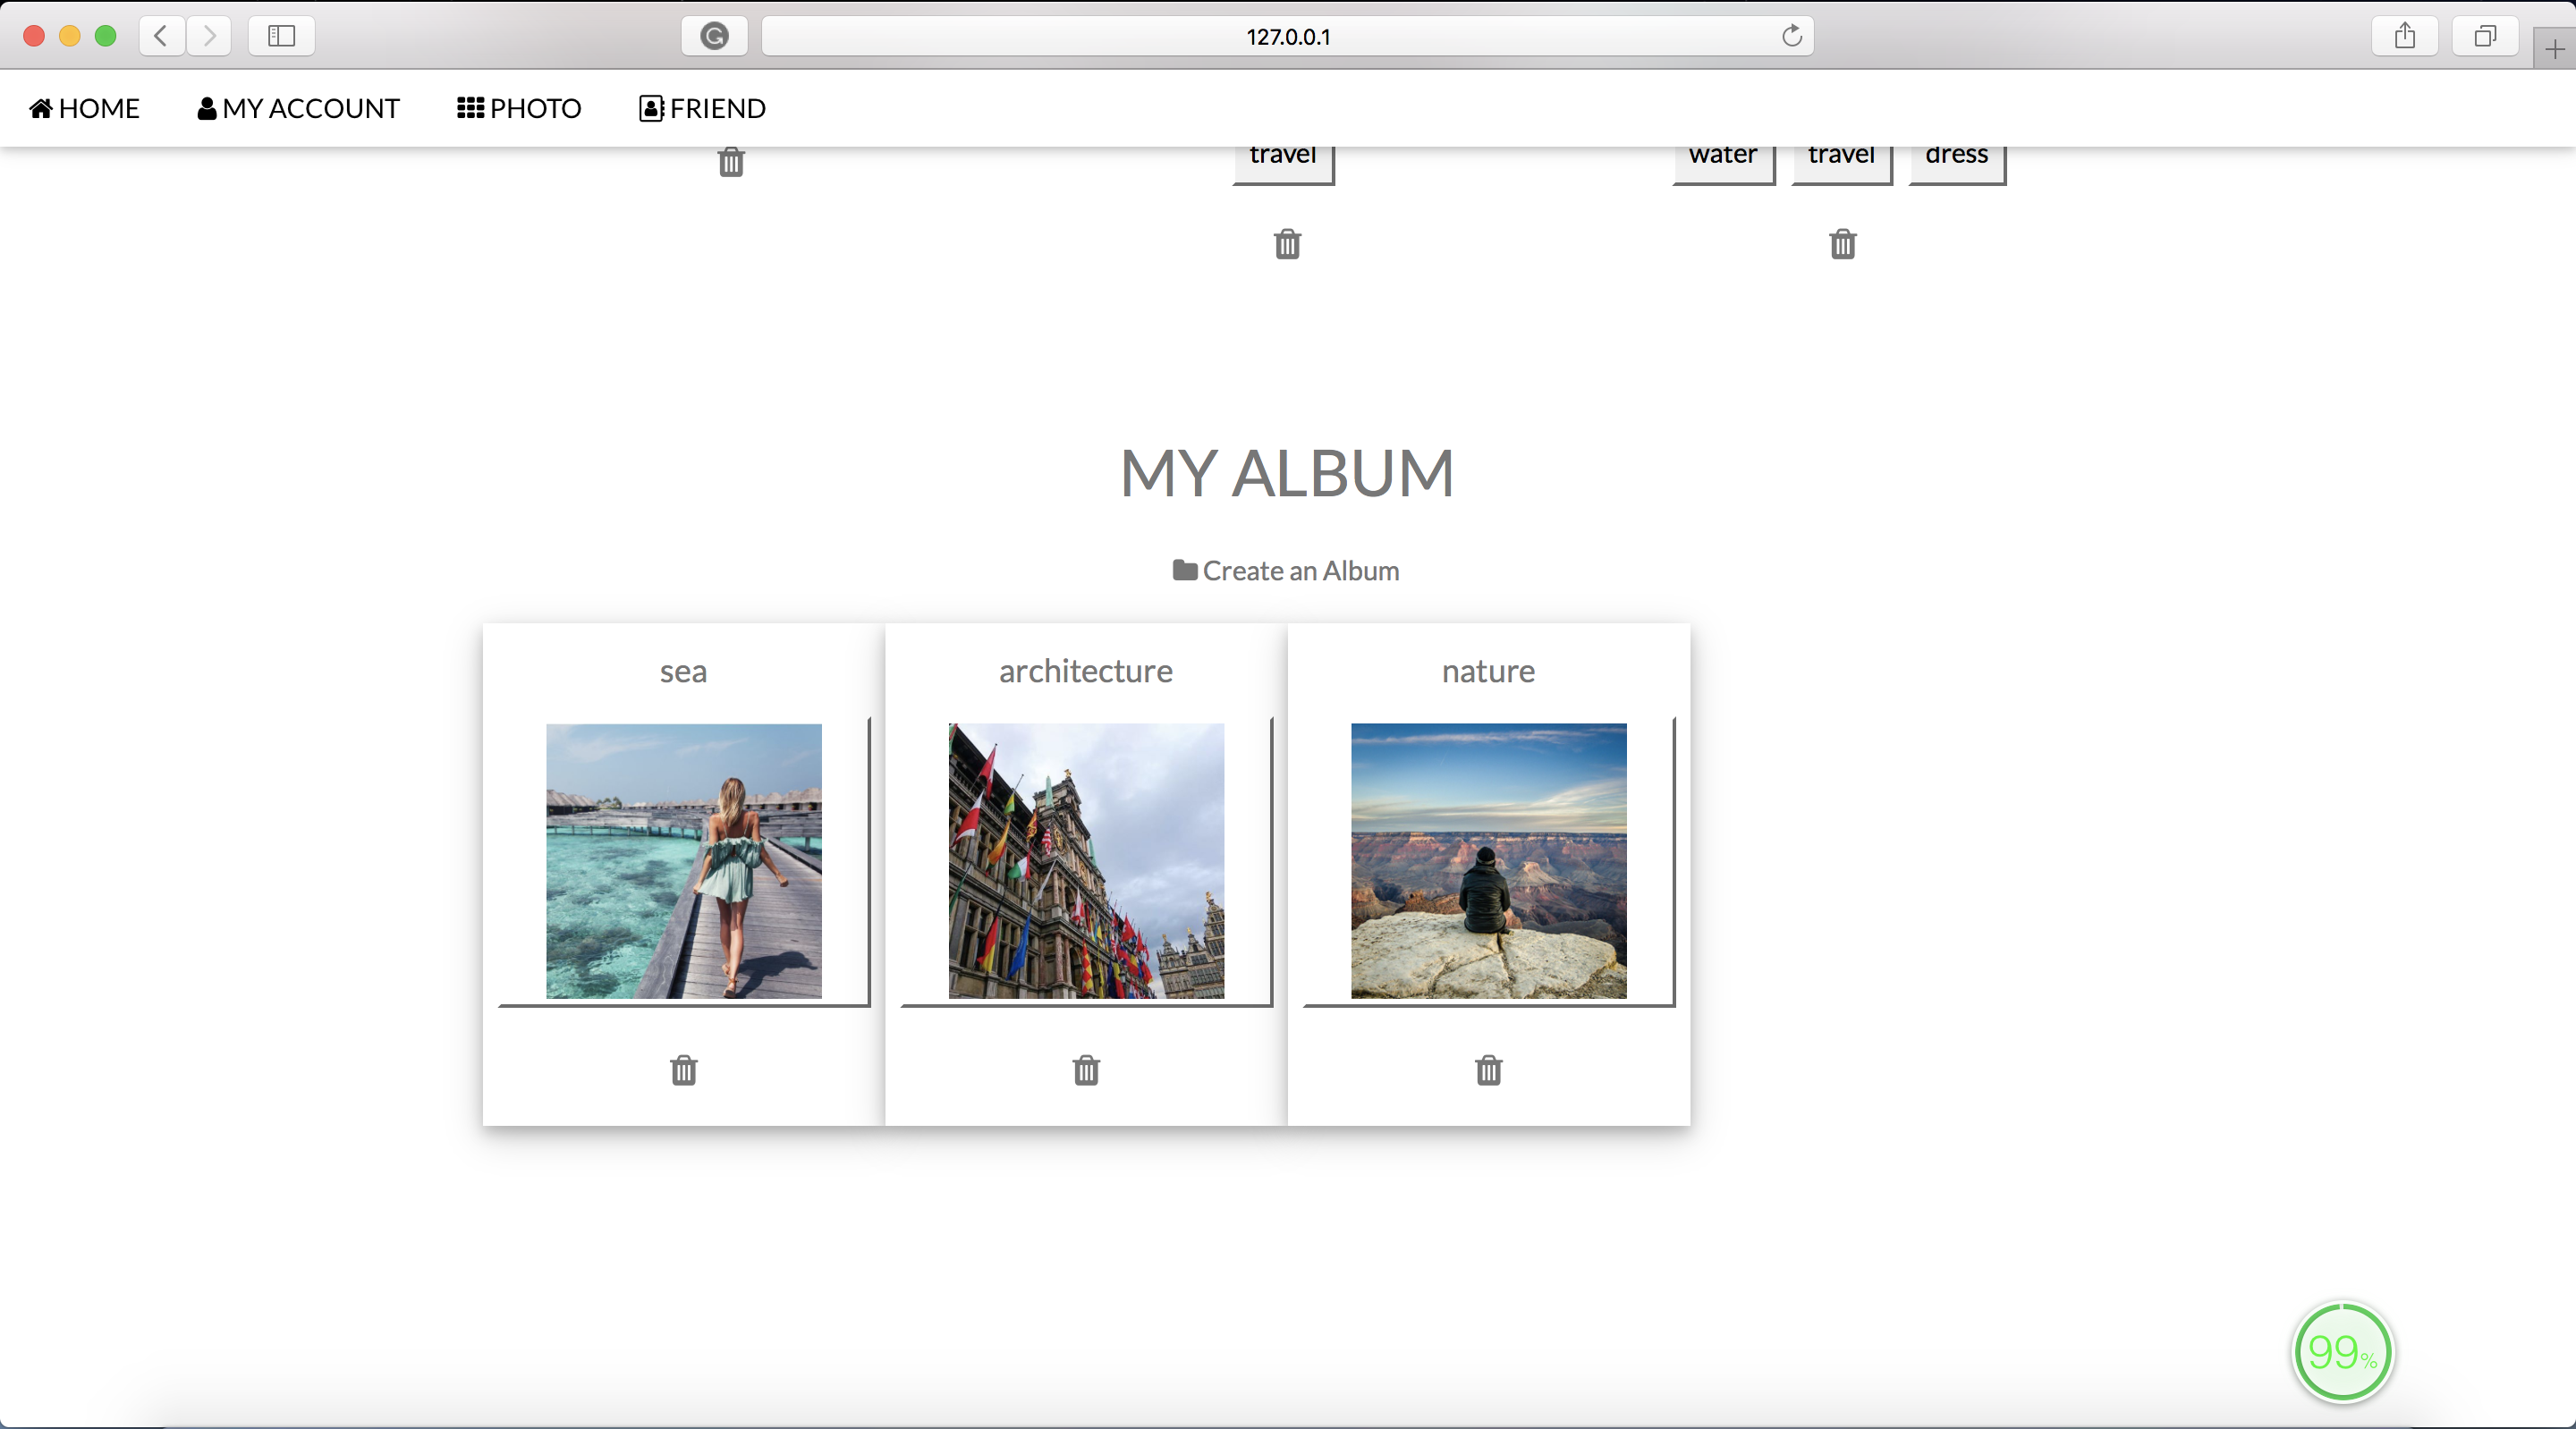 127.0.0.1
HOME MY ACCOUNT PHOTO FRIEND
travel water travel dress
MY ALBUM
Create an Album
sea architecture nature
99%